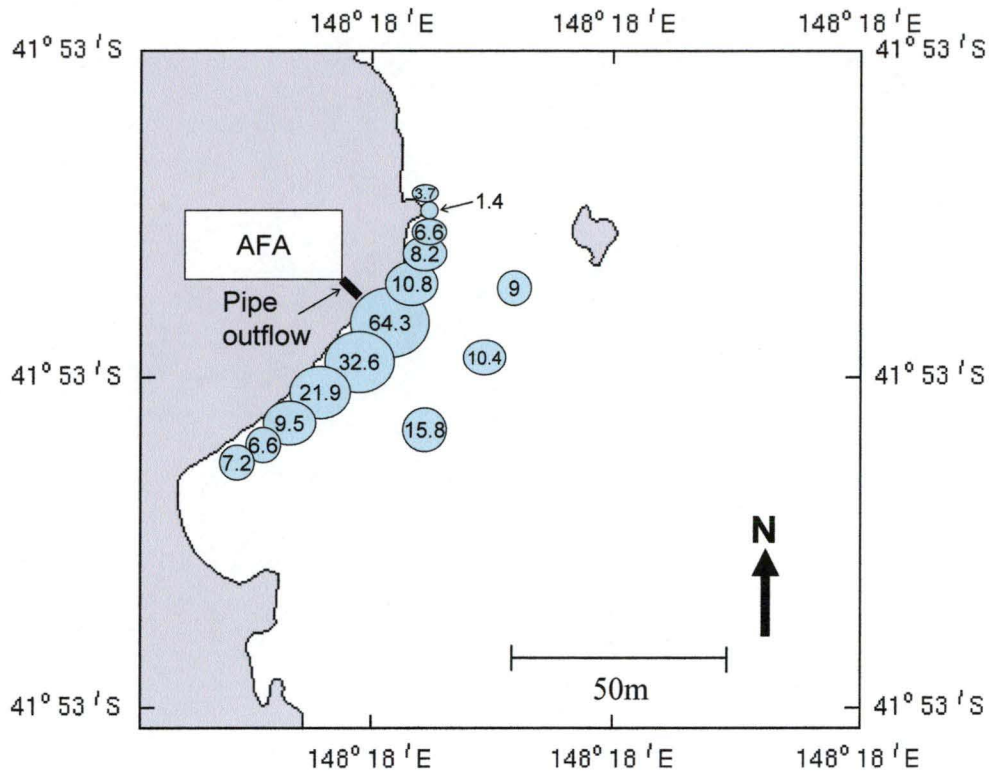 148° 18 ′ E 148° 18 ′ E 148° 18 ′ E
41° 53 ′ S 41° 53 ′ S
3.7
1.4
6.6
AFA
8.2
10.8
9
Pipe
outflow
64.3
32.6
10.4
41° 53 ′ S 41° 53 ′ S
21.9
9.5
15.8
6.6
7.2
N
50m
41° 53 ′ S 41° 53 ′ S
148° 18 ′ E 148° 18 ′ E 148° 18 ′ E